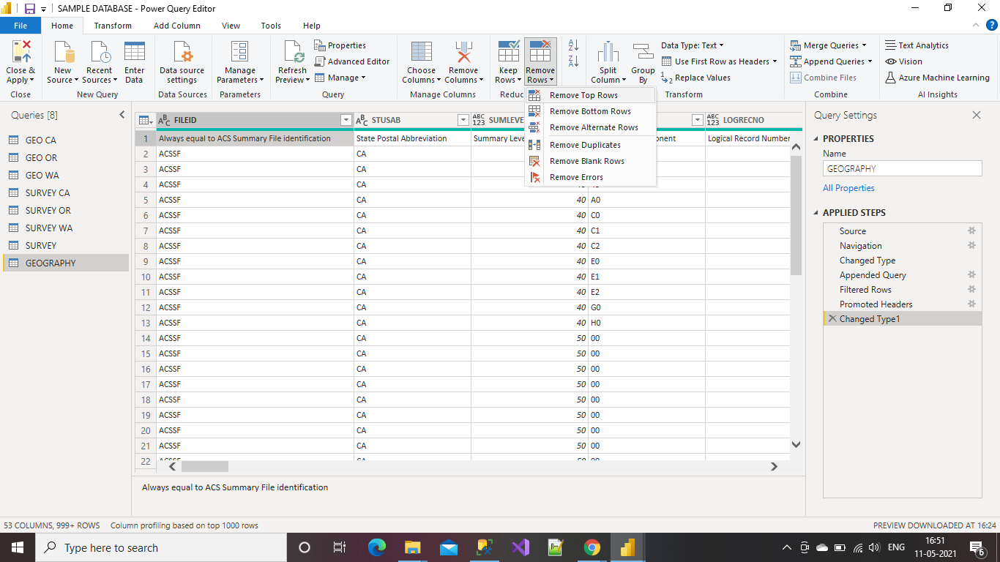 SAMPLE DATABASE - Power Query Editor
File Home Transform Add Column View Tools Help
Close & Apply
Close
New Source
Recent Sources
Enter Data
New Query
Data source settings
Data Sources
Manage Parameters
Parameters
Refresh Preview
Properties
Advanced Editor
Manage
Query
Choose Columns
Remove Columns
Manage Columns
Keep Rows
Remove Rows
Reduc
A
Z
Z
A
Split Column
Group By
Data Type: Text
Use First Row as Headers
Replace Values
Transform
Merge Queries
Append Queries
Combine Files
Combine
Text Analytics
Vision
Azure Machine Learning
AI Insights
Remove Top Rows
Remove Bottom Rows
Remove Alternate Rows
Remove Duplicates
Remove Blank Rows
Remove Errors
Queries [8]
GEO CA
GEO OR
GEO WA
SURVEY CA
SURVEY OR
SURVEY WA
SURVEY
GEOGRAPHY
ABC FILEID ABC STUSAB ABC 123 SUMLEVE ABC 123 LOGRECNO
1 Always equal to ACS Summary File identification State Postal Abbreviation Summary Leve onent Logical Record Number
2 ACSSF CA
3 ACSSF CA
4 ACSSF CA
5 ACSSF CA 40 A0
6 ACSSF CA 40 C0
7 ACSSF CA 40 C1
8 ACSSF CA 40 C2
9 ACSSF CA 40 E0
10 ACSSF CA 40 E1
11 ACSSF CA 40 E2
12 ACSSF CA 40 G0
13 ACSSF CA 40 H0
14 ACSSF CA 50 00
15 ACSSF CA 50 00
16 ACSSF CA 50 00
17 ACSSF CA 50 00
18 ACSSF CA 50 00
19 ACSSF CA 50 00
20 ACSSF CA 50 00
21 ACSSF CA 50 00
22 ACSSF CA 50 00
Always equal to ACS Summary File identification
Query Settings
PROPERTIES
Name
GEOGRAPHY
All Properties
APPLIED STEPS
Source
Navigation
Changed Type
Appended Query
Filtered Rows
Promoted Headers
Changed Type1
53 COLUMNS, 999+ ROWS Column profiling based on top 1000 rows
PREVIEW DOWNLOADED AT 16:24
Type here to search
ENG
16:51
11-05-2021
6